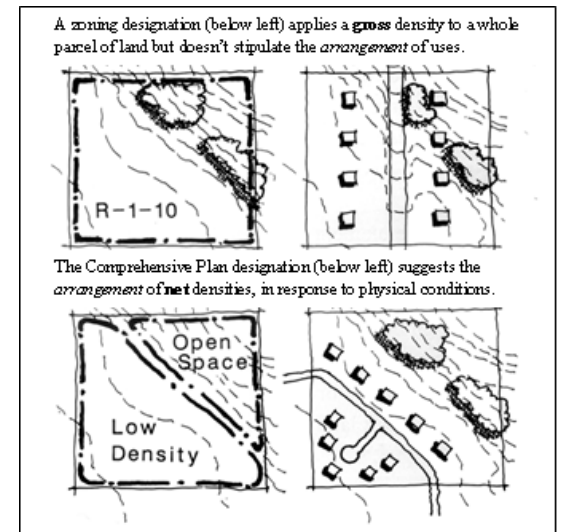 A zoning designation (below left) applies a gross density to a whole
parcel of land but doesn't stipulate the arrangement of uses.
R-1-10
The Comprehensive Plan designation (below left) suggests the
arrangement of net densities, in response to physical conditions.
Open
Space
Low
Density